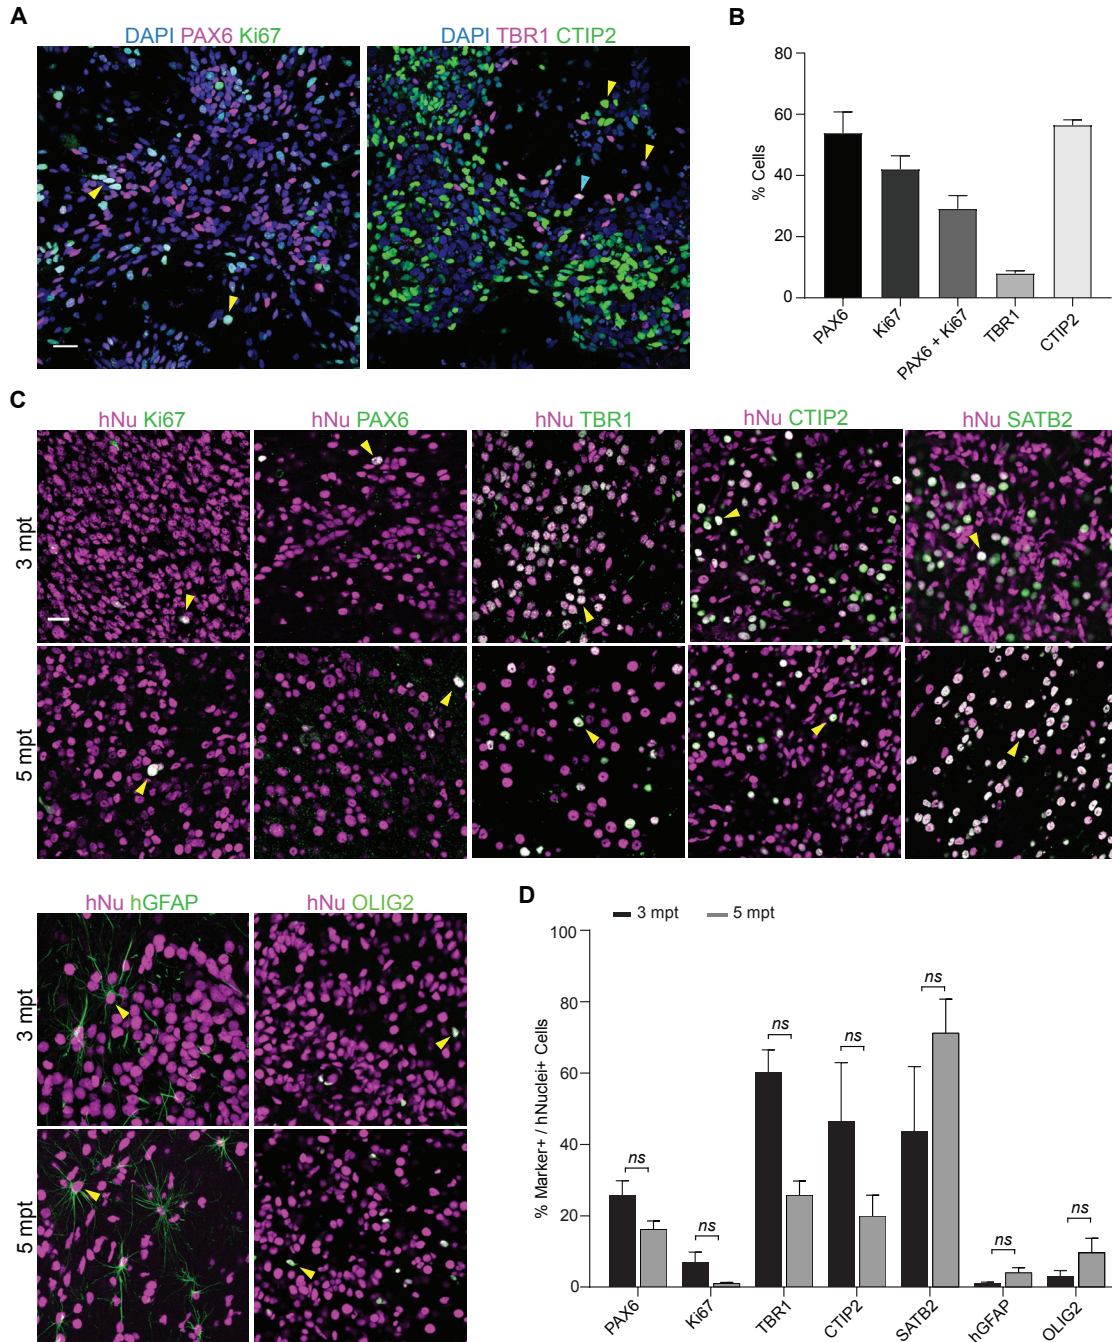 A
DAPI PAX6 Ki67
DAPI TBR1 CTIP2
B
80
60
40
20
0
% Cells
PAX6
Ki67
PAX6 + Ki67
TBR1
CTIP2
C
hNu Ki67
hNu PAX6
hNu TBR1
hNu CTIP2
hNu SATB2
3 mpt
5 mpt
hNu hGFAP
hNu OLIG2
3 mpt
5 mpt
D
3 mpt
5 mpt
100
80
60
40
20
0
% Marker+ / hNuclei+ Cells
ns
ns
ns
ns
ns
ns
ns
PAX6
Ki67
TBR1
CTIP2
SATB2
hGFAP
OLIG2